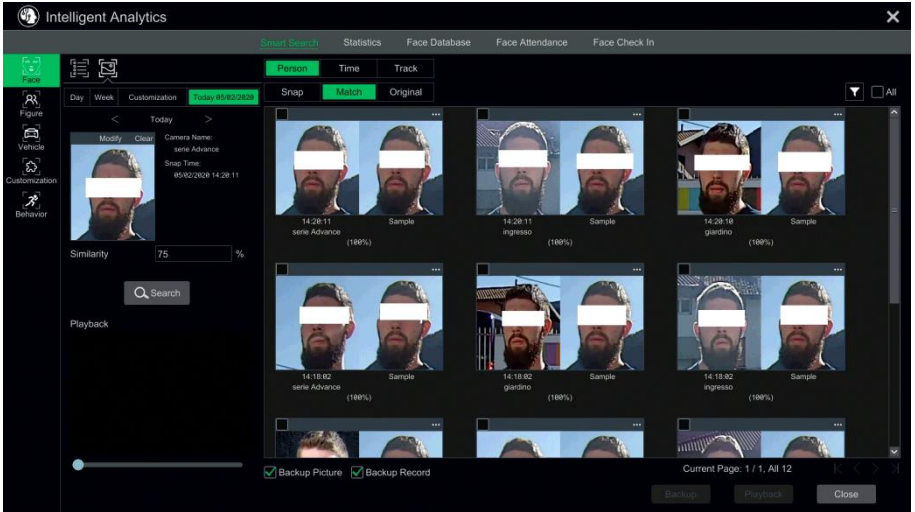 Intelligent Analytics
Smart Search Statistics Face Database Face Attendance Face Check In
Face
Figure
Vehicle
Customization
Behavior
Day Week Customization Today 05/02/2020
< Today >
Modify Clear
Camera Name:
serie Advance
Snap Time:
05/02/2020 14:20:11
Similarity 75 %
Search
Playback
Person Time Track
Snap Match Original
All
14:20:11 Sample
serie Advance
(100%)
14:20:11 Sample
ingresso
(100%)
14:20:10 Sample
giardino
(100%)
14:18:02 Sample
serie Advance
(100%)
14:18:02 Sample
giardino
(100%)
14:18:02 Sample
ingresso
(100%)
Backup Picture Backup Record
Current Page: 1 / 1, All 12
Backup Playback Close